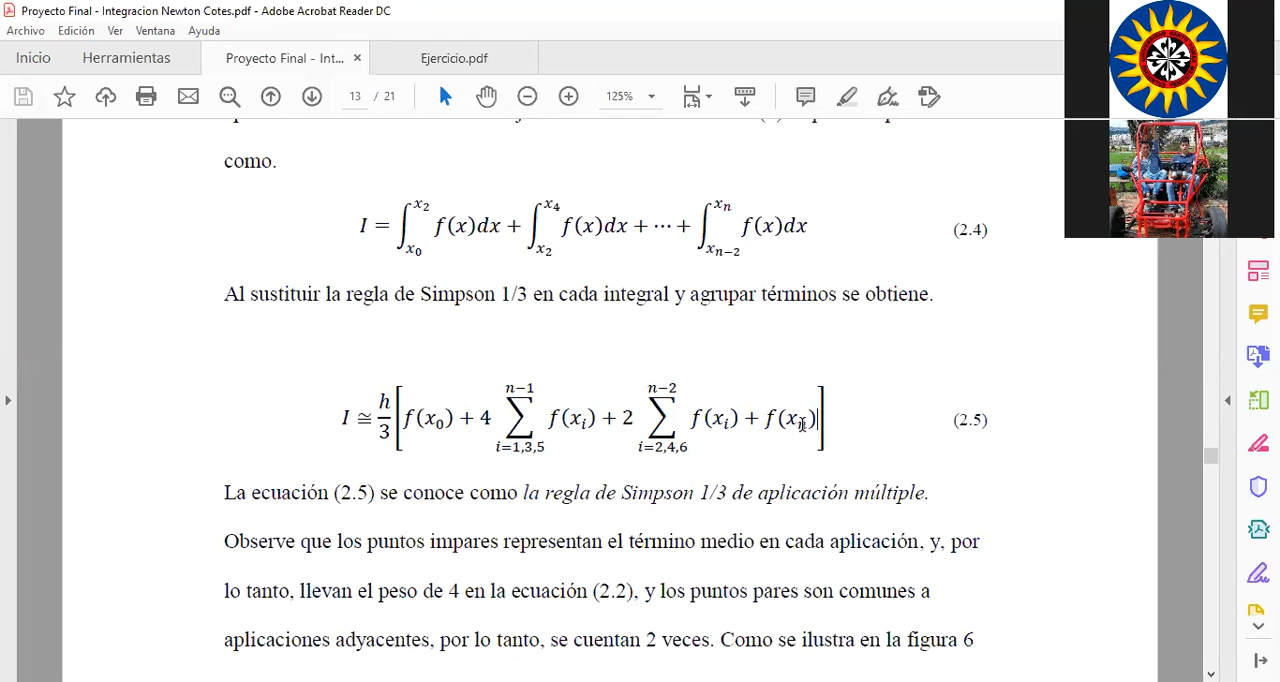 Proyecto Final - Integracion Newton Cotes.pdf - Adobe Acrobat Reader DC
Archivo Edición Ver Ventana Ayuda
Inicio Herramientas Proyecto Final - Int... × Ejercicio.pdf
13 / 21 125%
como.
I = ∫_{x_0}^{x_2} f(x)dx + ∫_{x_2}^{x_4} f(x)dx + ⋯ + ∫_{x_{n-2}}^{x_n} f(x)dx (2.4)
Al sustituir la regla de Simpson 1/3 en cada integral y agrupar términos se obtiene.
I ≅ h/3 [f(x_0) + 4 ∑_{i=1,3,5}^{n-1} f(x_i) + 2 ∑_{i=2,4,6}^{n-2} f(x_i) + f(x_n)] (2.5)
La ecuación (2.5) se conoce como la regla de Simpson 1/3 de aplicación múltiple.
Observe que los puntos impares representan el término medio en cada aplicación, y, por
lo tanto, llevan el peso de 4 en la ecuación (2.2), y los puntos pares son comunes a
aplicaciones adyacentes, por lo tanto, se cuentan 2 veces. Como se ilustra en la figura 6